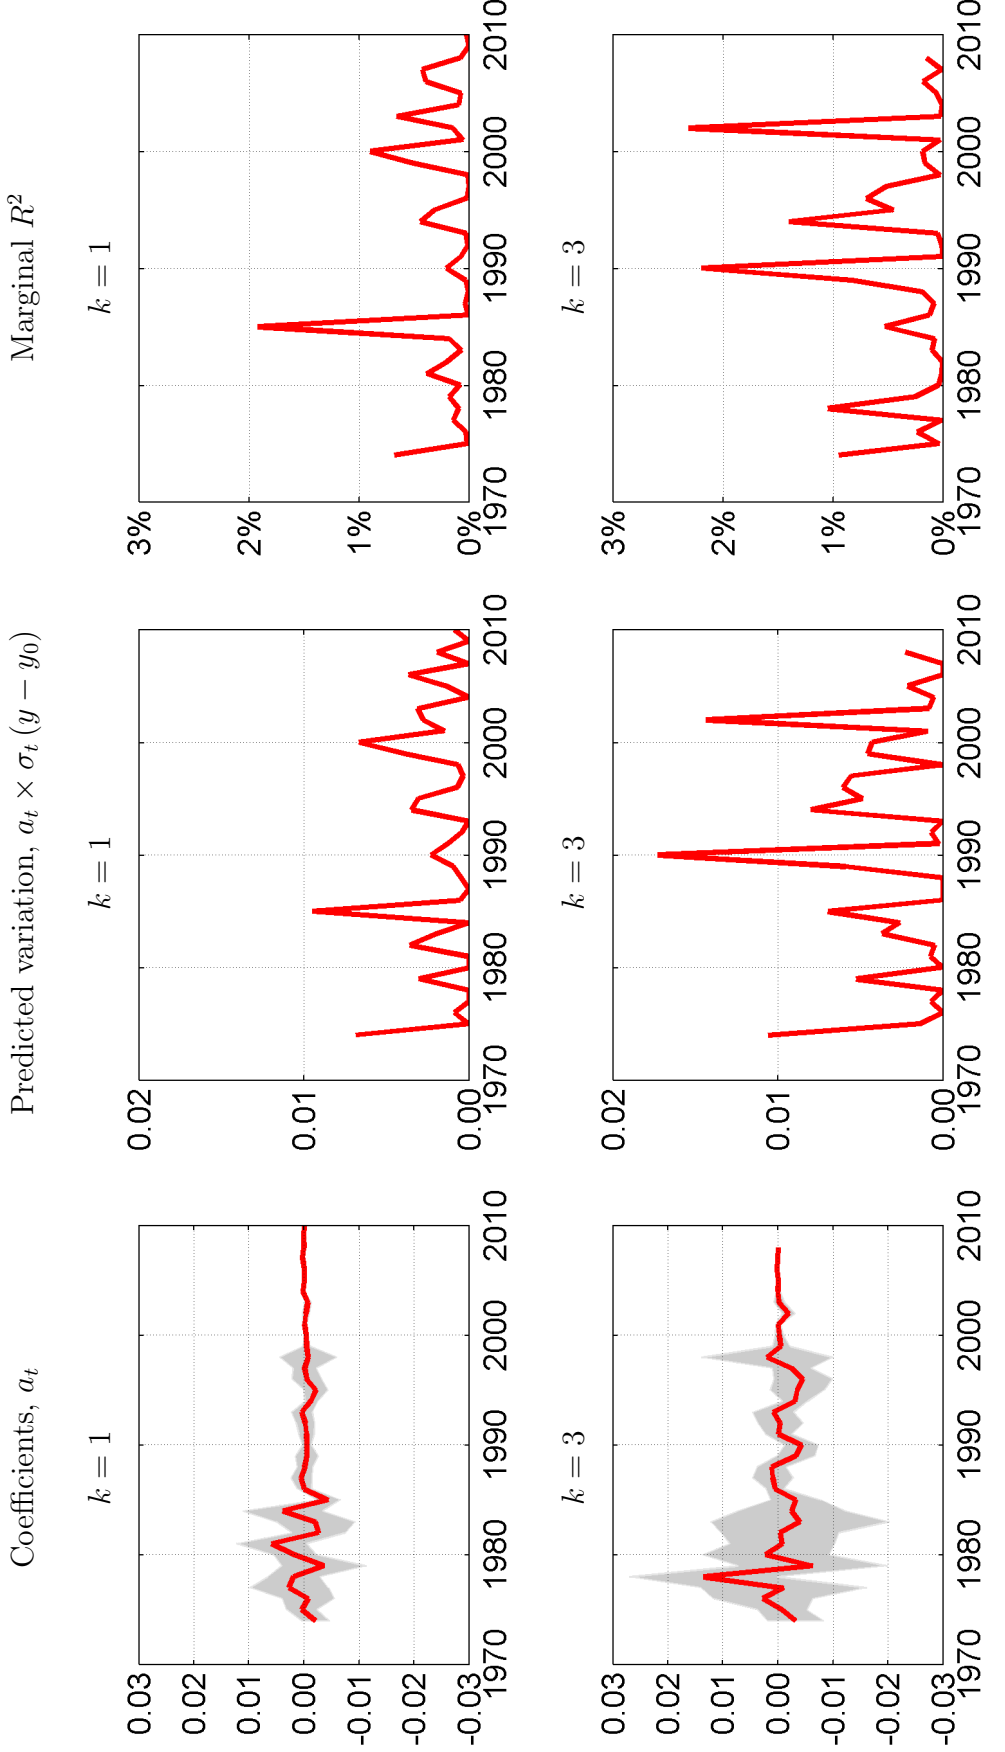 Coefficients, a_t
Predicted variation, a_t × σ_t (y − y_0)
Marginal R^2
k = 1
k = 1
k = 1
0.03
0.02
0.01
0.00
-0.01
-0.02
-0.03
1970 1980 1990 2000 2010
0.02
0.01
0.00
1970 1980 1990 2000 2010
3%
2%
1%
0%
1970 1980 1990 2000 2010
k = 3
k = 3
k = 3
0.03
0.02
0.01
0.00
-0.01
-0.02
-0.03
1970 1980 1990 2000 2010
0.02
0.01
0.00
1970 1980 1990 2000 2010
3%
2%
1%
0%
1970 1980 1990 2000 2010